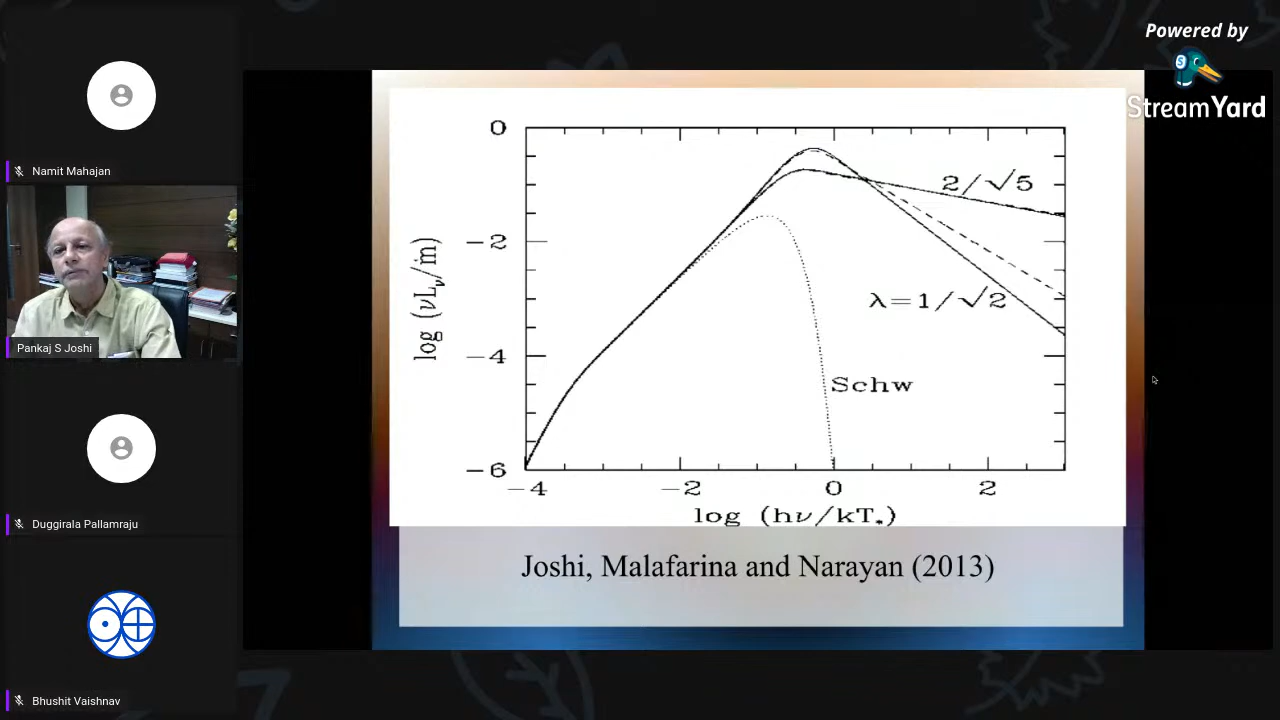 Powered by
S
StreamYard
Namit Mahajan
Pankaj S Joshi
Duggirala Pallamraju
Bhushit Vaishnav
0
−2
−4
−6
log (νLν/ṁ)
2/√5
λ=1/√2
Schw
−4
−2
0
2
log (hν/kT*)
Joshi, Malafarina and Narayan (2013)